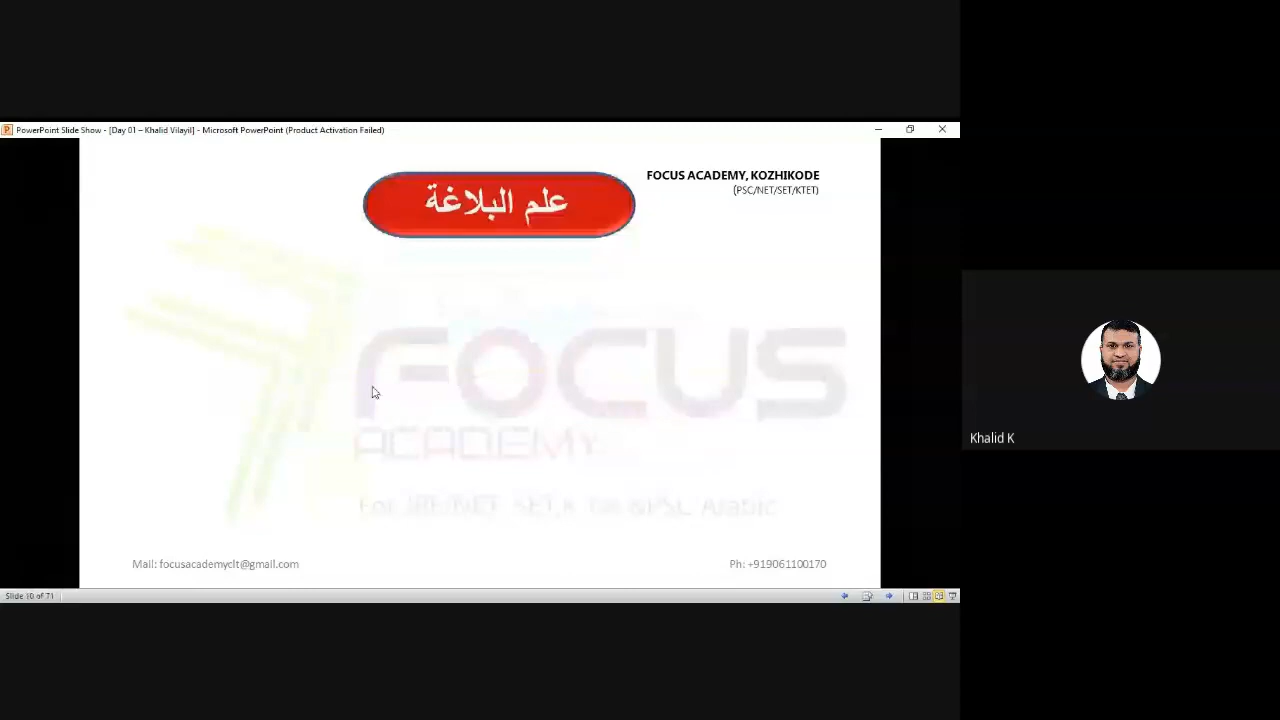 PowerPoint Slide Show - [Day 01 – Khalid Vilayil] - Microsoft PowerPoint (Product Activation Failed)
علم البلاغة
FOCUS ACADEMY, KOZHIKODE
(PSC/NET/SET/KTET)
FOCUS
ACADEMY
Arabic
Khalid K
Mail: focusacademyclt@gmail.com
Ph: +919061100170
Slide 10 of 71